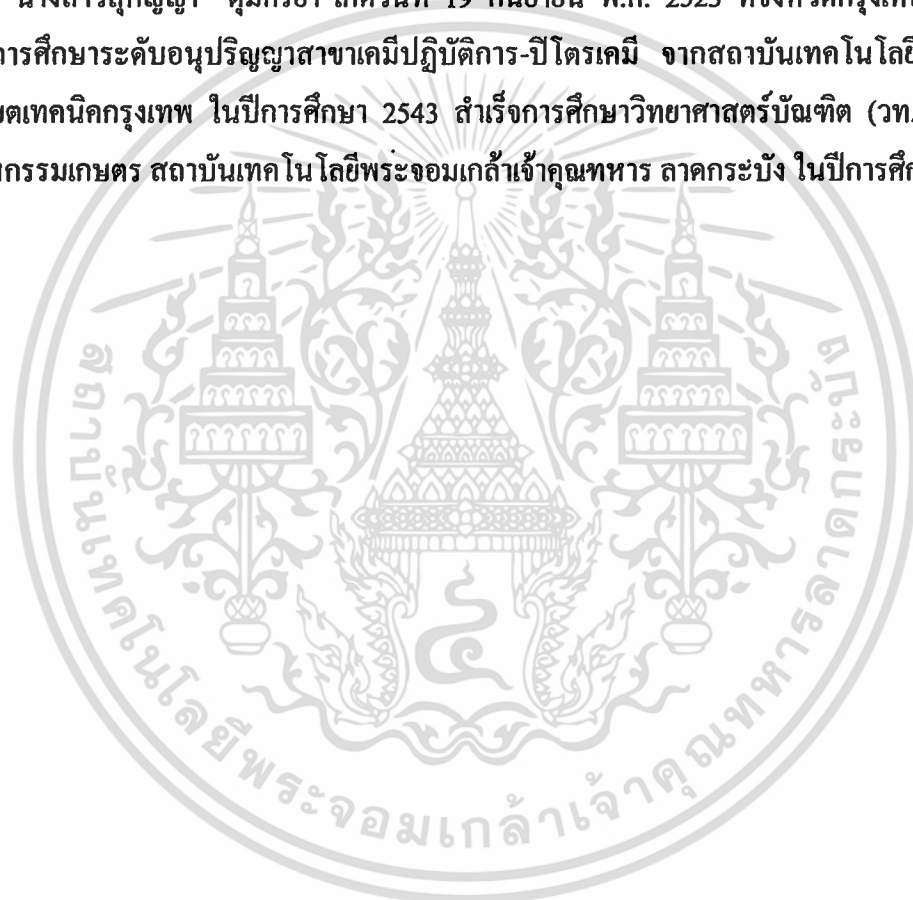 เกิดวันที่ 19 กันยายน พ.ศ. 2523
การศึกษาระดับอนุปริญญาสาขาเคมีปฏิบัติการ-ปิโตรเคมี จากสถาบันเทคโนโลยี
เทคนิคกรุงเทพ ในปีการศึกษา 2543 สำเร็จการศึกษาวิทยาศาสตร์บัณฑิต (วท.
กรรมเกษตร สถาบันเทคโนโลยีพระจอมเกล้าเจ้าคุณทหาร ลาดกระบัง ในปีการศึก
สถาบันเทคโนโลยีพระจอมเกล้าเจ้าคุณทหารลาดกระบัง